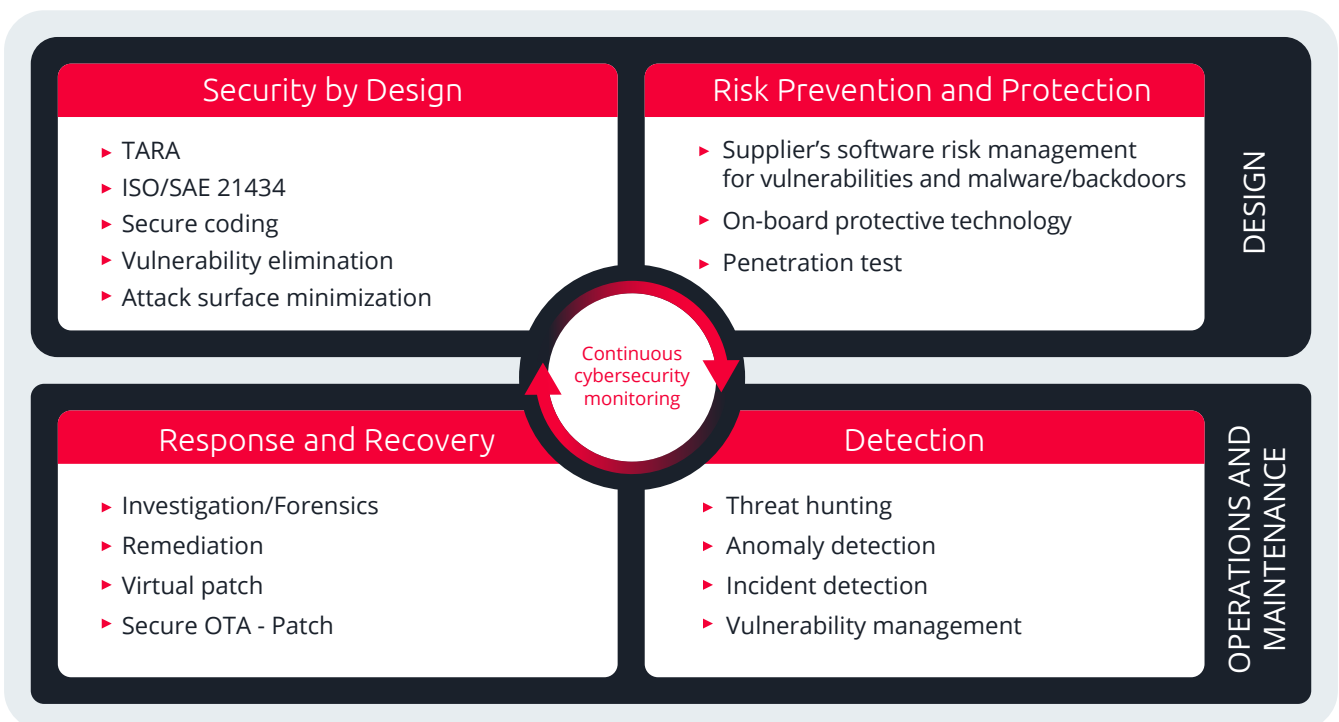 Security by Design
TARA
ISO/SAE 21434
Secure coding
Vulnerability elimination
Attack surface minimization
Risk Prevention and Protection
Supplier’s software risk management
for vulnerabilities and malware/backdoors
On-board protective technology
Penetration test
DESIGN
Continuous
cybersecurity
monitoring
Response and Recovery
Investigation/Forensics
Remediation
Virtual patch
Secure OTA - Patch
Detection
Threat hunting
Anomaly detection
Incident detection
Vulnerability management
OPERATIONS AND
MAINTENANCE